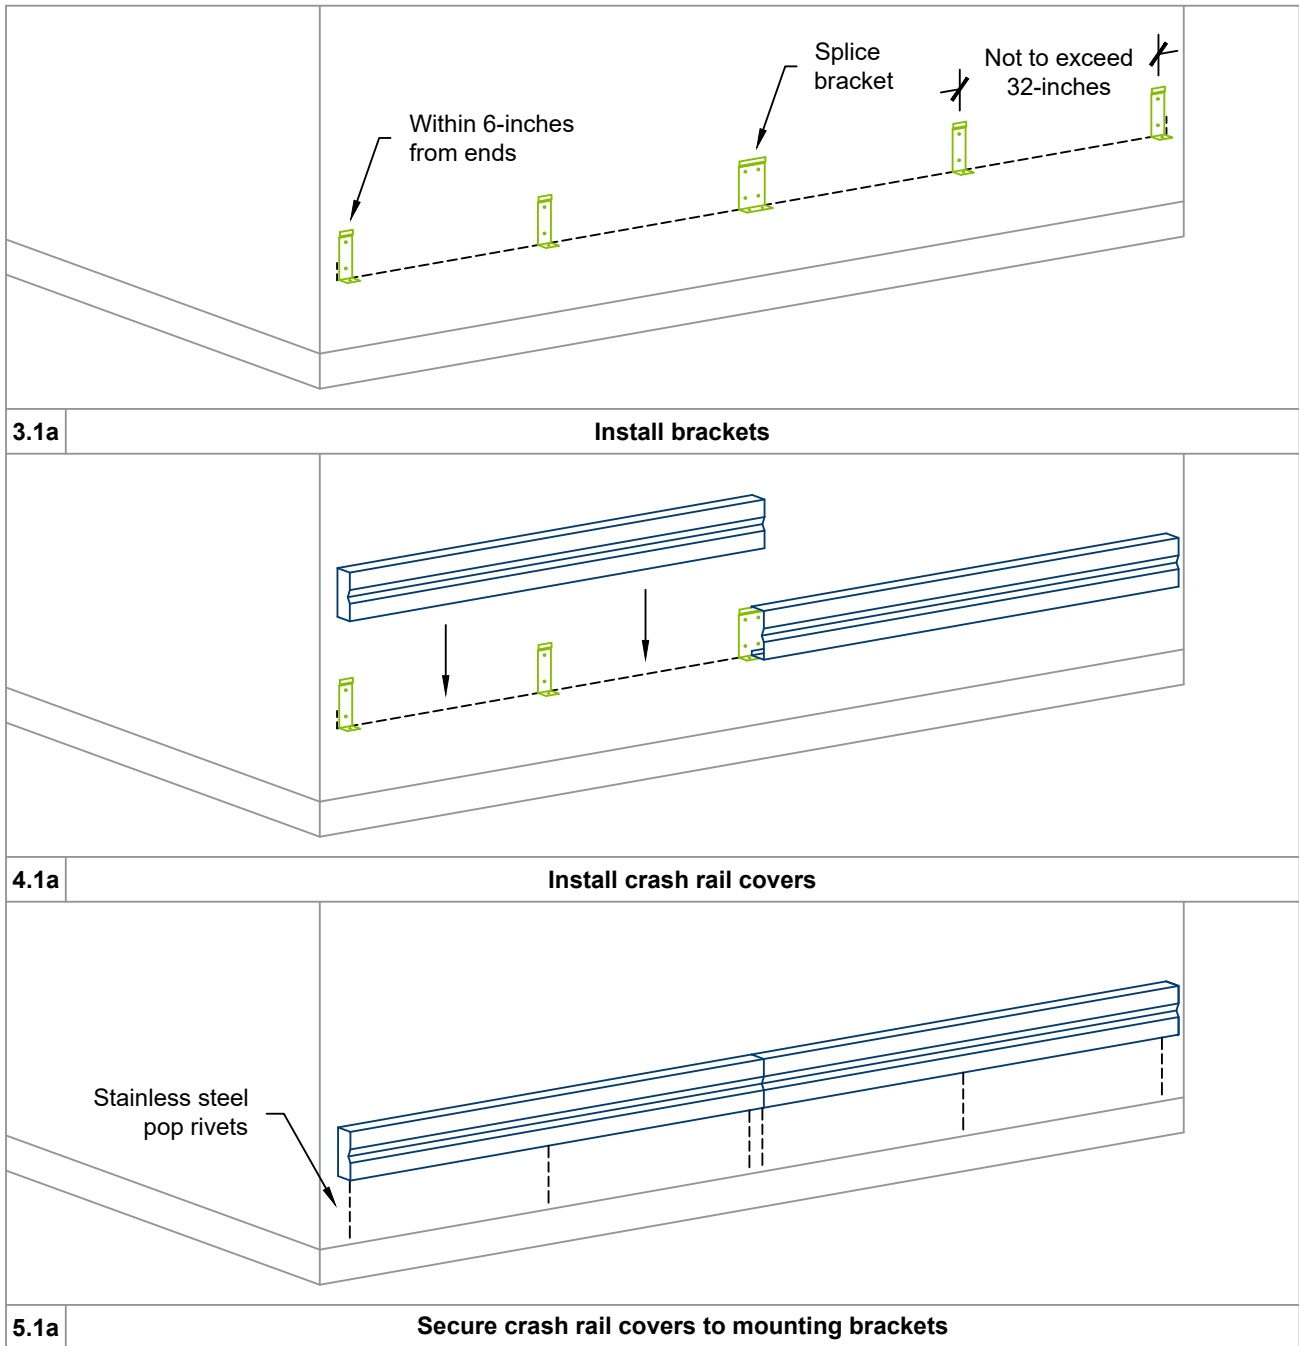 Splice
bracket
Not to exceed
32-inches
Within 6-inches
from ends
3.1a
Install brackets
4.1a
Install crash rail covers
Stainless steel
pop rivets
5.1a
Secure crash rail covers to mounting brackets